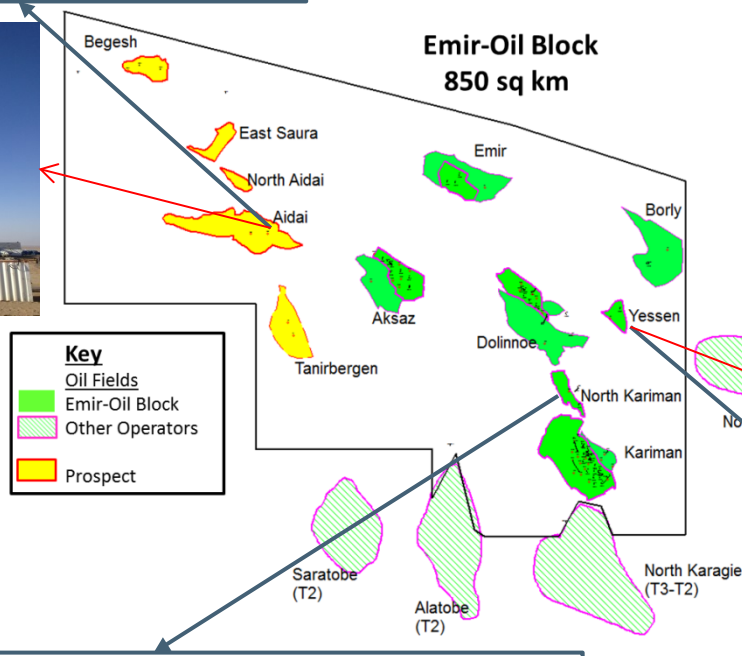 Emir-Oil Block
850 sq km
Begesh
East Saura
North Aidai
Aidai
Emir
Borly
Aksaz
Yessen
Dolinnoe
Tanirbergen
North Kariman
Kariman
Key
Oil Fields
Emir-Oil Block
Other Operators
Prospect
Saratobe
(T2)
Alatobe
(T2)
North Karagie
(T3-T2)